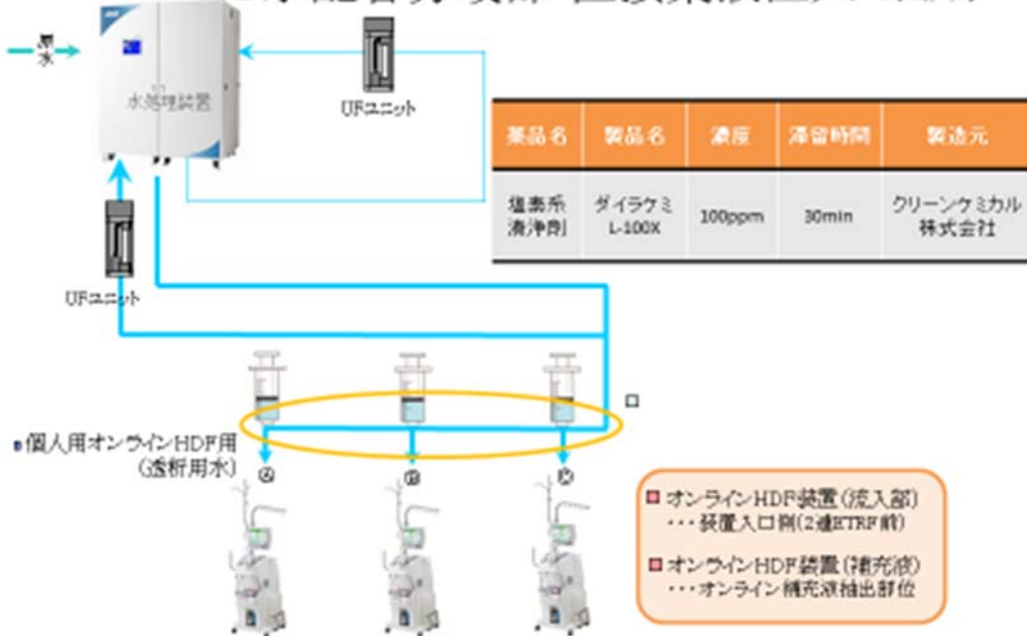 原水
水処理装置
UFユニット
薬品名 製品名 濃度 滞留時間 製造元
塩素系
清浄剤
ダイラケミ
L-100X
100ppm
30min
クリーンケミカル
株式会社
UFユニット
個人用オンラインHDF用
(透析用水)
Ⓐ Ⓑ Ⓒ
オンラインHDF装置(流入部)
・・・装置入口側(2連ETRF前)
オンラインHDF装置(補充液)
・・・オンライン補充液抽出部位